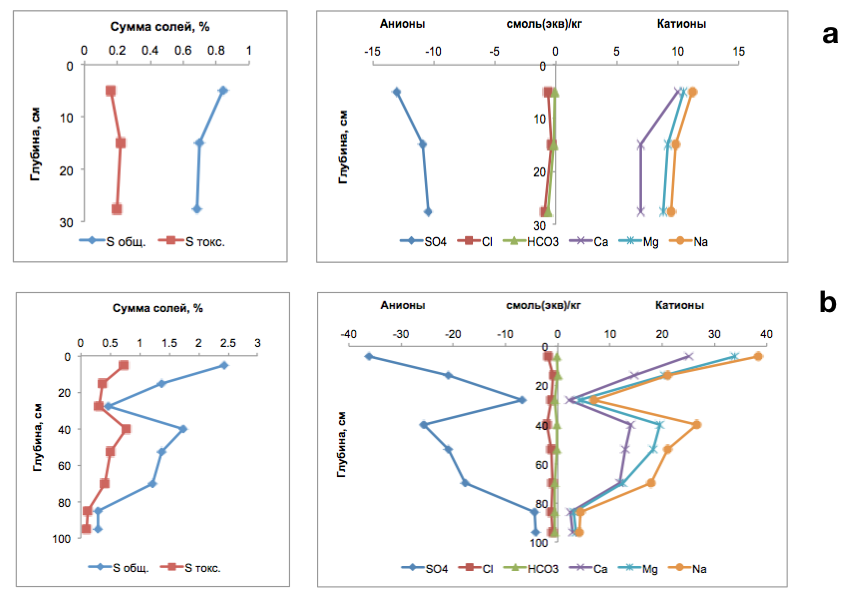 Сумма солей, %
0 0.2 0.4 0.6 0.8 1
0
10
20
30
Глубина, см
S общ. S токс.
Анионы смоль(экв)/кг Катионы
-15 -10 -5 0 5 10 15
0
10
20
30
Глубина, см
SO4 Cl HCO3 Ca Mg Na
a
Сумма солей, %
0 0.5 1 1.5 2 2.5 3
0
20
40
60
80
100
Глубина, см
S общ. S токс.
Анионы смоль(экв)/кг Катионы
-40 -30 -20 -10 0 10 20 30 40
0
20
40
60
80
100
Глубина, см
SO4 Cl HCO3 Ca Mg Na
b